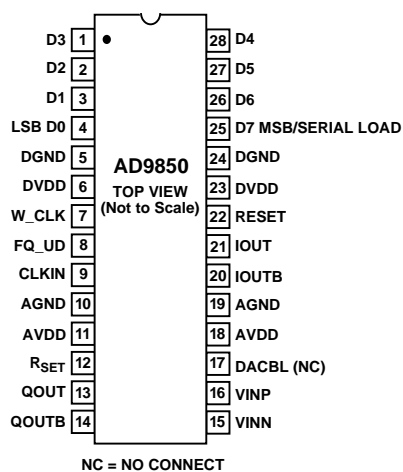 D3 1 28 D4
D2 2 27 D5
D1 3 26 D6
LSB D0 4 25 D7 MSB/SERIAL LOAD
DGND 5 24 DGND
DVDD 6 23 DVDD
W_CLK 7 22 RESET
FQ_UD 8 21 IOUT
CLKIN 9 20 IOUTB
AGND 10 19 AGND
AVDD 11 18 AVDD
RSET 12 17 DACBL (NC)
QOUT 13 16 VINP
QOUTB 14 15 VINN
AD9850
TOP VIEW
(Not to Scale)
NC = NO CONNECT